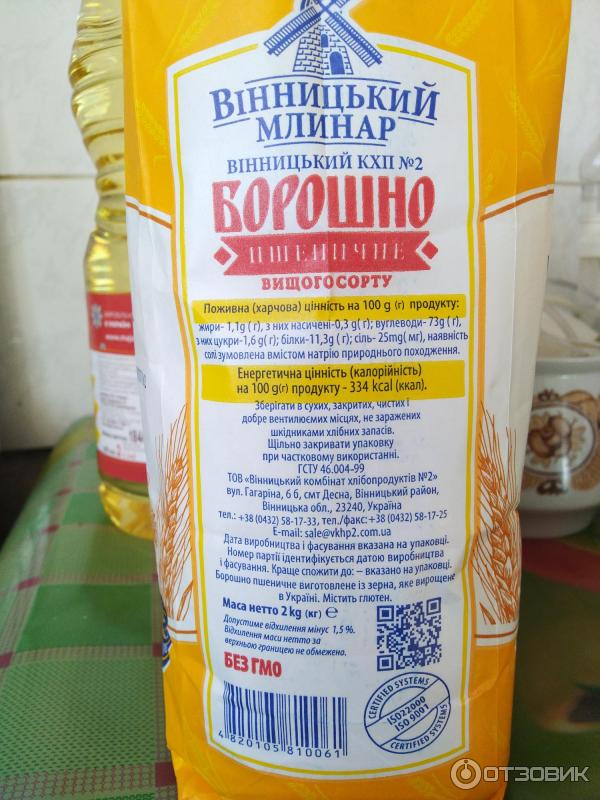 ВІННИЦЬКИЙ
МЛИНАР
ВІННИЦЬКИЙ КХП №2
БОРОШНО
ПШЕНИЧНЕ
ВИЩОГОСОРТУ
Поживна (харчова) цінність на 100 g (г) продукту:
жири- 1,1g ( г), з них насичені-0,3 g( г); вуглеводи- 73g ( г),
з них цукри-1,6 g ( г); білки-11,3g ( г); сіль- 25mg( мг), наявність
солі зумовлена вмістом натрію природнього походження.
Енергетична цінність (калорійність)
на 100 g(г) продукту - 334 kcal (ккал).
Зберігати в сухих, закритих, чистих і
добре вентилюємих місцях, не заражених
шкідниками хлібних запасів.
Щільно закривати упаковку
при частковому використанні.
ГСТУ 46.004-99
ТОВ «Вінницький комбінат хлібопродуктів №2»
вул. Гагаріна, 6 б, смт Десна, Вінницький район,
Вінницька обл., 23240, Україна
тел.: +38 (0432) 58-17-33, тел./факс:+38 (0432) 58-17-25
E-mail: sale@vkhp2.com.ua
Дата виробництва і фасування вказана на упаковці.
Номер партії ідентифікується датою виробництва
і фасування. Краще спожити до: – вказано на упаковці.
Борошно пшеничне виготовлене із зерна, яке вирощене
в Україні. Містить глютен.
Маса нетто 2 kg (кг) ℮
Допустиме відхилення мінус 1,5 %.
Відхилення маси нетто за
верхньою границею не обмежена.
БЕЗ ГМО
4 820105 810061
CERTIFIED SYSTEMS
ISO22000
ISO 9001
CERTIFIED SYSTEMS
ОТЗОВИК